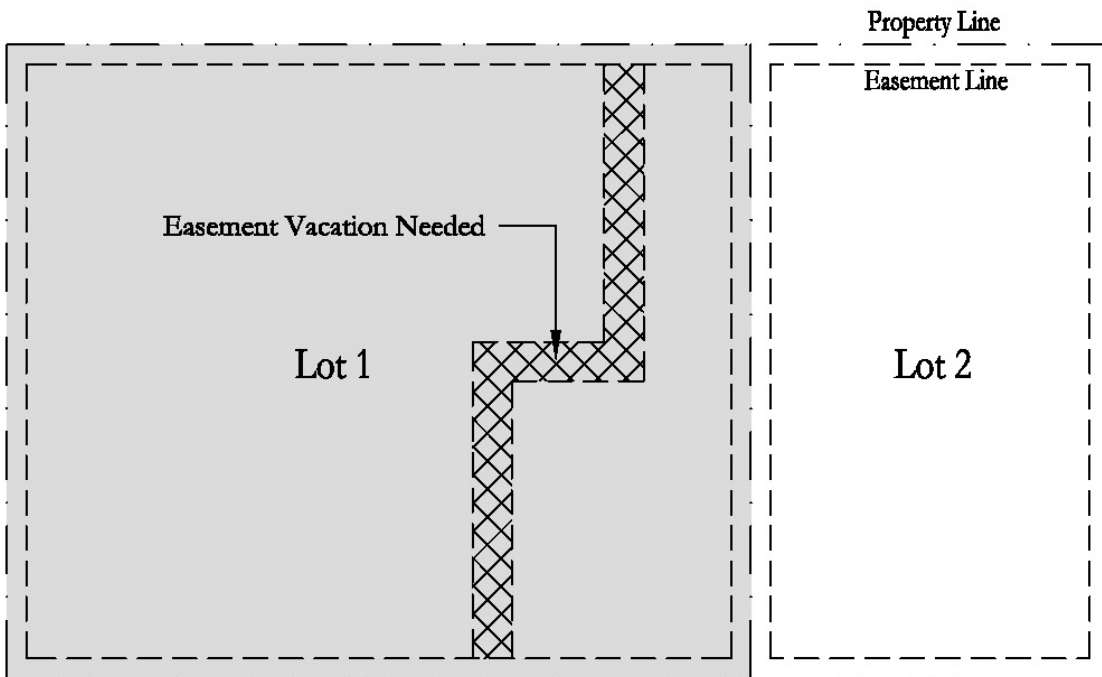 Property Line
Easement Line
Easement Vacation Needed
Lot 1
Lot 2